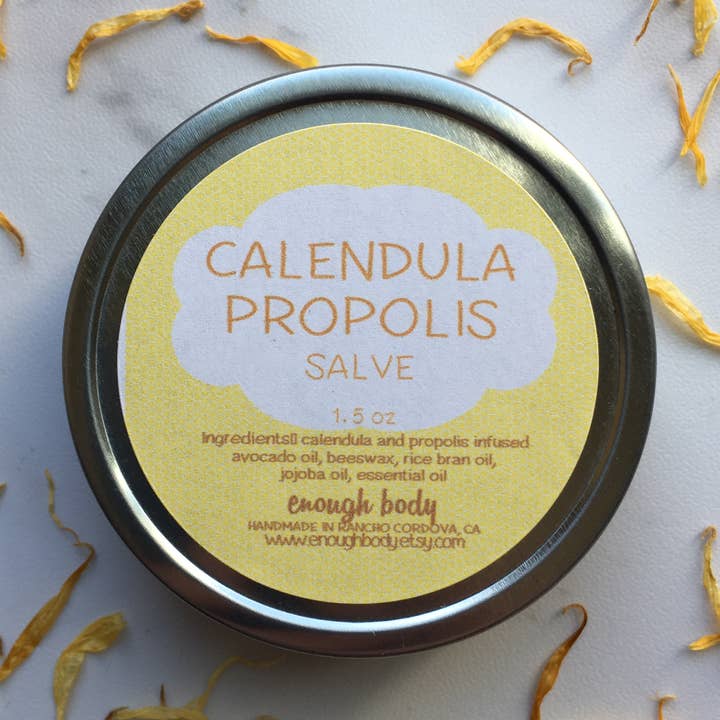 CALENDULA
PROPOLIS
SALVE
1.5 oz
Ingredients▯ calendula and propolis infused
avocado oil, beeswax, rice bran oil,
jojoba oil, essential oil
enough body
HANDMADE IN RANCHO CORDOVA, CA
www.enoughbody.etsy.com